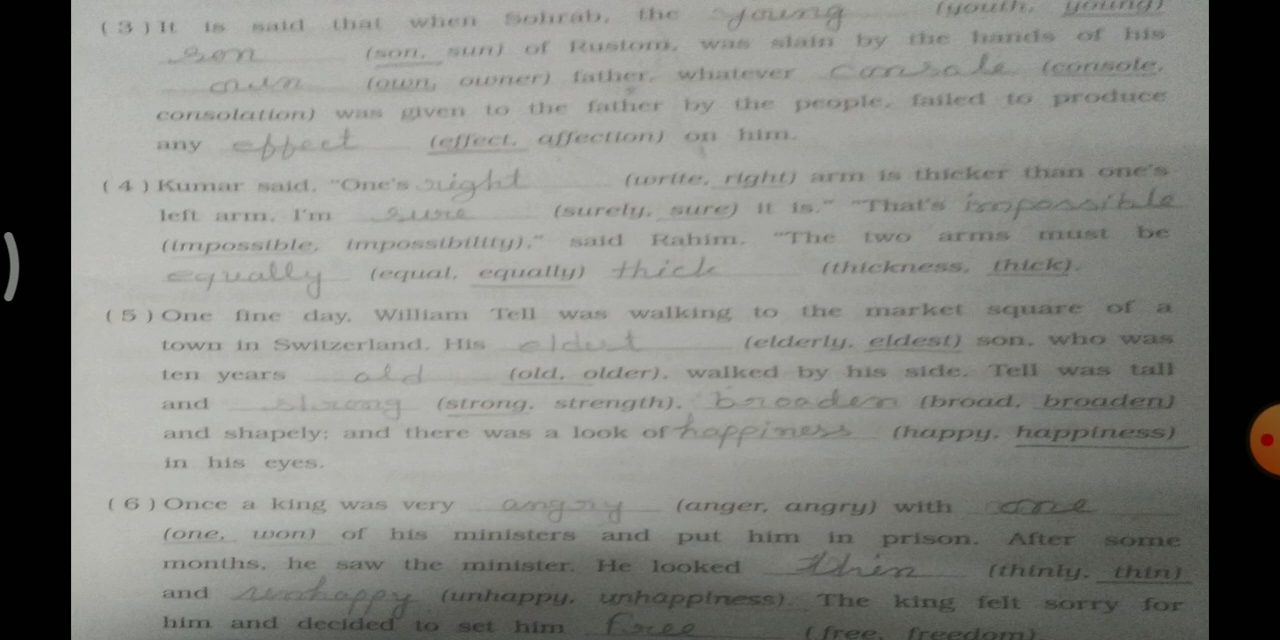 ( 3 ) It is said that when Sohrab, the young (youth, young)
son (son, sun) of Rustom, was slain by the hands of his
own (own, owner) father, whatever console (console,
consolation) was given to the father by the people, failed to produce
any effect (effect, affection) on him.
( 4 ) Kumar said, "One's right (write, right) arm is thicker than one's
left arm. I'm sure (surely, sure) it is." "That's impossible
(impossible, impossibility)," said Rahim. "The two arms must be
equally (equal, equally) thick (thickness, thick).
( 5 ) One fine day, William Tell was walking to the market square of a
town in Switzerland. His eldest (elderly, eldest) son, who was
ten years old (old, older), walked by his side. Tell was tall
and strong (strong, strength), broaden (broad, broaden)
and shapely; and there was a look of happiness (happy, happiness)
in his eyes.
( 6 ) Once a king was very angry (anger, angry) with one
(one, won) of his ministers and put him in prison. After some
months, he saw the minister. He looked thin (thinly, thin)
and unhappy (unhappy, unhappiness) The king felt sorry for
him and decided to set him free (free, freedom)